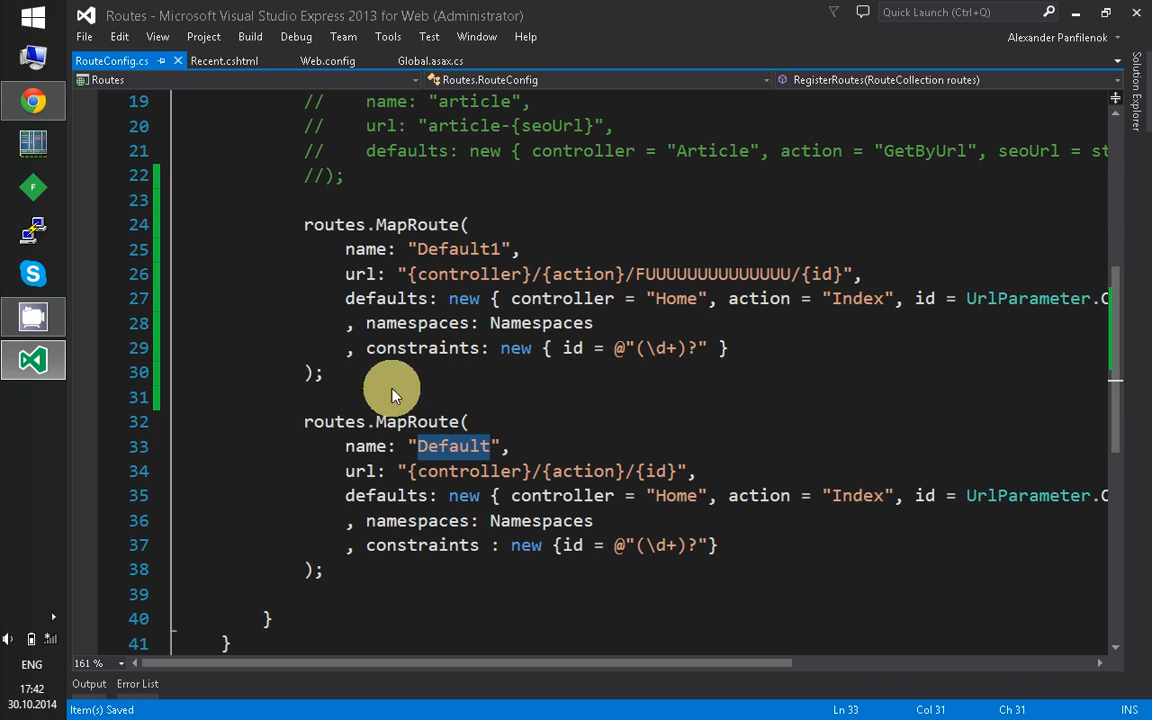 Routes - Microsoft Visual Studio Express 2013 for Web (Administrator)
Quick Launch (Ctrl+Q)
File Edit View Project Build Debug Team Tools Test Window Help
Alexander Panfilenok
RouteConfig.cs Recent.cshtml Web.config Global.asax.cs
Routes Routes.RouteConfig RegisterRoutes(RouteCollection routes)
Solution Explorer
19 // name: "article",
20 // url: "article-{seoUrl}",
21 // defaults: new { controller = "Article", action = "GetByUrl", seoUrl = st
22 //);
23
24 routes.MapRoute(
25 name: "Default1",
26 url: "{controller}/{action}/FUUUUUUUUUUUUUU/{id}",
27 defaults: new { controller = "Home", action = "Index", id = UrlParameter.O
28 , namespaces: Namespaces
29 , constraints: new { id = @"(\d+)?" }
30 );
31
32 routes.MapRoute(
33 name: "Default",
34 url: "{controller}/{action}/{id}",
35 defaults: new { controller = "Home", action = "Index", id = UrlParameter.O
36 , namespaces: Namespaces
37 , constraints : new {id = @"(\d+)?"}
38 );
39
40 }
41 }
161 %
Output Error List
Item(s) Saved Ln 33 Col 31 Ch 31 INS
ENG
17:42
30.10.2014